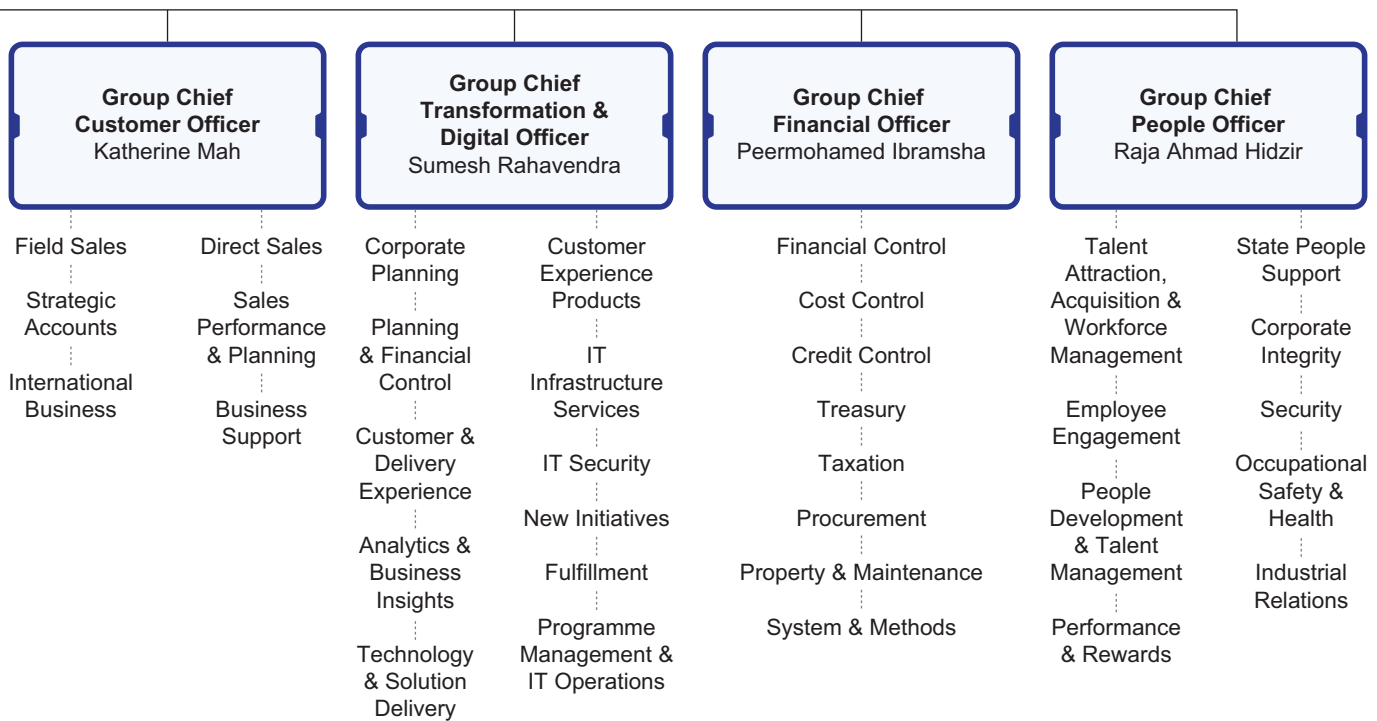 Group Chief
Customer Officer
Katherine Mah
Field Sales
Strategic
Accounts
International
Business
Direct Sales
Sales
Performance
& Planning
Business
Support
Group Chief
Transformation &
Digital Officer
Sumesh Rahavendra
Corporate
Planning
Planning
& Financial
Control
Customer &
Delivery
Experience
Analytics &
Business
Insights
Technology
& Solution
Delivery
Customer
Experience
Products
IT
Infrastructure
Services
IT Security
New Initiatives
Fulfillment
Programme
Management &
IT Operations
Group Chief
Financial Officer
Peermohamed Ibramsha
Financial Control
Cost Control
Credit Control
Treasury
Taxation
Procurement
Property & Maintenance
System & Methods
Group Chief
People Officer
Raja Ahmad Hidzir
Talent
Attraction,
Acquisition &
Workforce
Management
Employee
Engagement
People
Development
& Talent
Management
Performance
& Rewards
State People
Support
Corporate
Integrity
Security
Occupational
Safety &
Health
Industrial
Relations